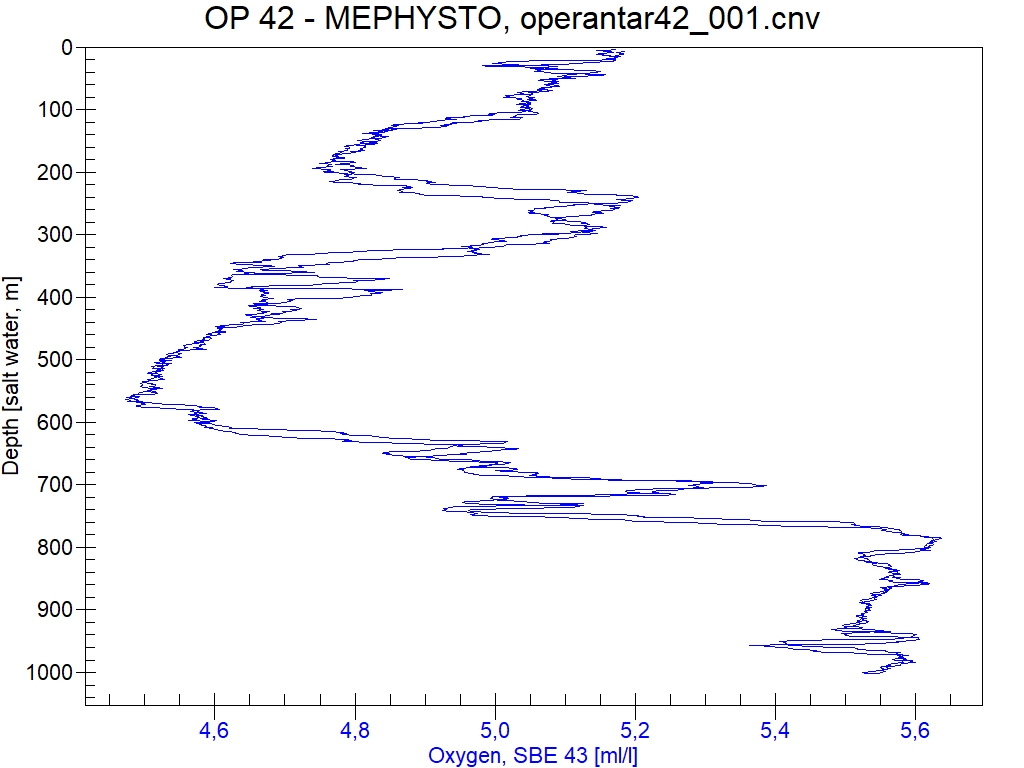 OP 42 - MEPHYSTO, operantar42_001.cnv
0
100
200
300
400
500
600
700
800
900
1000
Depth [salt water, m]
4,6 4,8 5,0 5,2 5,4 5,6
Oxygen, SBE 43 [ml/l]